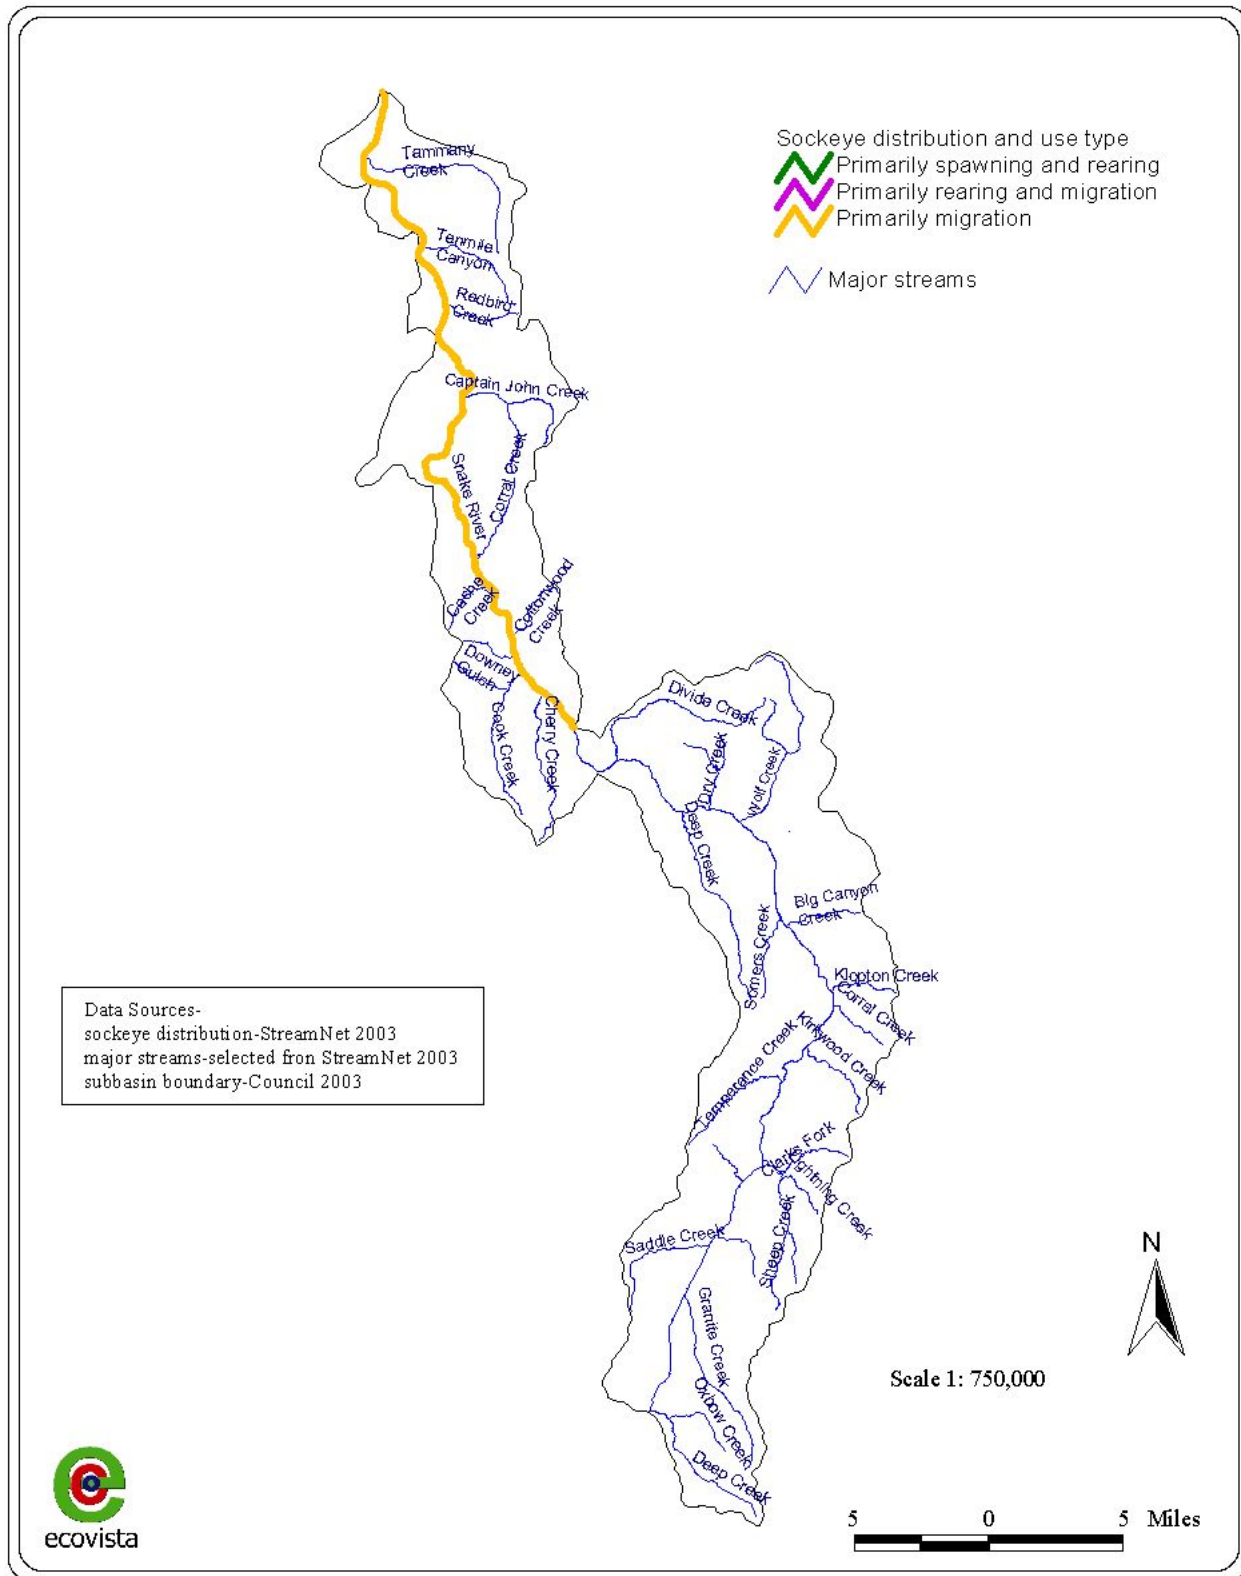 Sockeye distribution and use type
Primarily spawning and rearing
Primarily rearing and migration
Primarily migration
Major streams
Tammany
Creek
Tenmile
Canyon
Redbird
Creek
Captain John Creek
Corral Creek
Snake River
Cache
Creek
Cottonwood
Creek
Downey
Gulch
Cook Creek
Cherry Creek
Divide Creek
Dry Creek
Wolf Creek
Deep Creek
Big Canyon
Creek
Somers Creek
Klopton Creek
Corral Creek
Kirkwood Creek
Temperance Creek
Clarks Fork
Lightning Creek
Sheep Creek
Saddle Creek
Granite Creek
Oxbow Creek
Deep Creek
Data Sources-
sockeye distribution-StreamNet 2003
major streams-selected fron StreamNet 2003
subbasin boundary-Council 2003
N
Scale 1: 750,000
5 0 5 Miles
ecovista